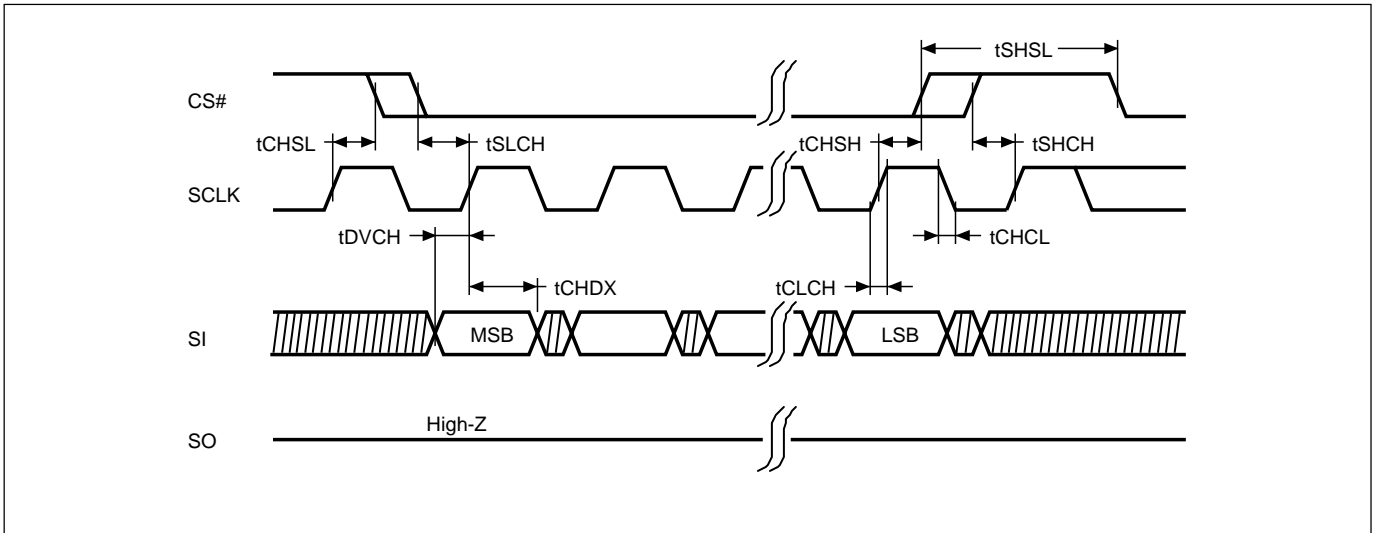 tSHSL
CS#
tCHSL
tSLCH
tCHSH
tSHCH
SCLK
tDVCH
tCHCL
tCHDX
tCLCH
SI
MSB
LSB
High-Z
SO